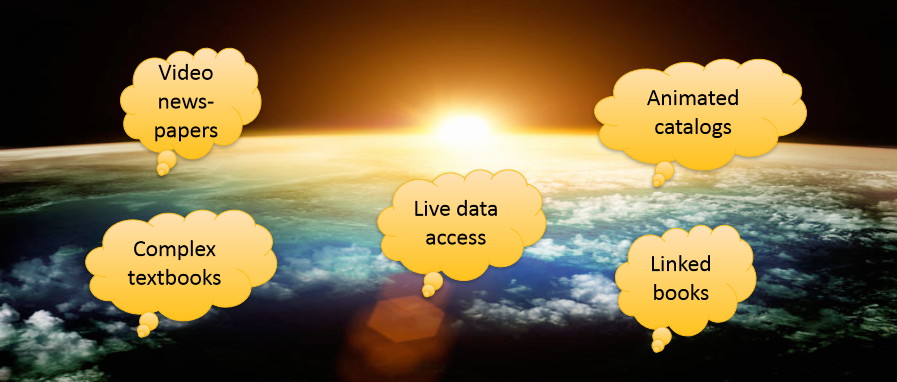 Video
news-
papers
Animated
catalogs
Live data
access
Complex
textbooks
Linked
books